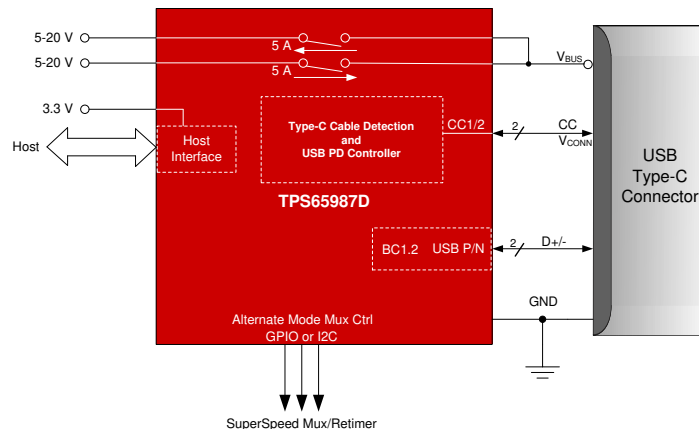 5-20 V
5 A
5-20 V
5 A
VBUS
3.3 V
Host
Host
Interface
Type-C Cable Detection
and
USB PD Controller
CC1/2
2
CC
VCONN
USB
Type-C
Connector
TPS65987D
BC1.2 USB P/N
2
D+/-
GND
Alternate Mode Mux Ctrl
GPIO or I2C
SuperSpeed Mux/Retimer